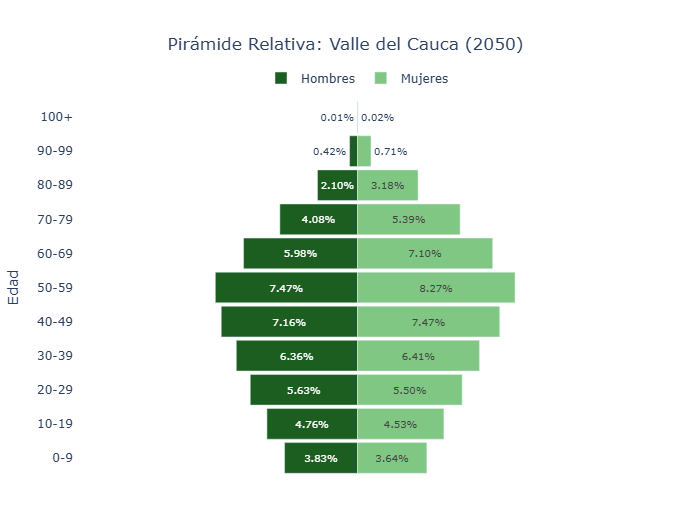 Pirámide Relativa: Valle del Cauca (2050)
Hombres Mujeres
100+ 0.01% 0.02%
90-99 0.42% 0.71%
80-89 2.10% 3.18%
70-79 4.08% 5.39%
60-69 5.98% 7.10%
50-59 7.47% 8.27%
40-49 7.16% 7.47%
30-39 6.36% 6.41%
20-29 5.63% 5.50%
10-19 4.76% 4.53%
0-9 3.83% 3.64%
Edad